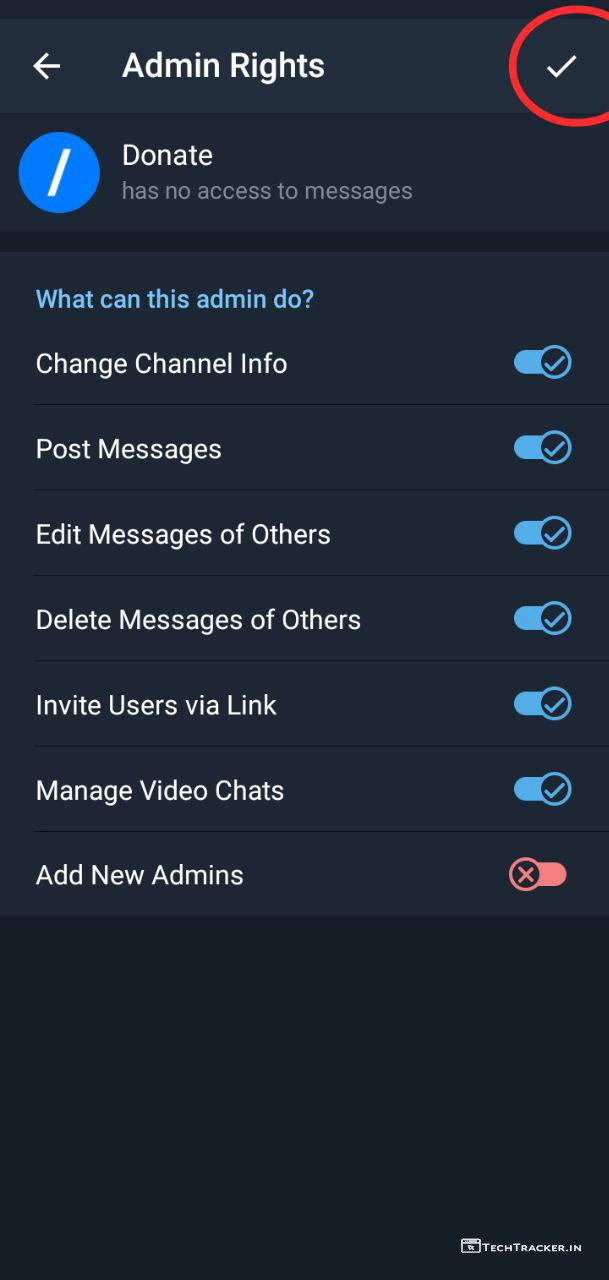 Admin Rights
Donate
has no access to messages
What can this admin do?
Change Channel Info
Post Messages
Edit Messages of Others
Delete Messages of Others
Invite Users via Link
Manage Video Chats
Add New Admins
TECHTRACKER.IN